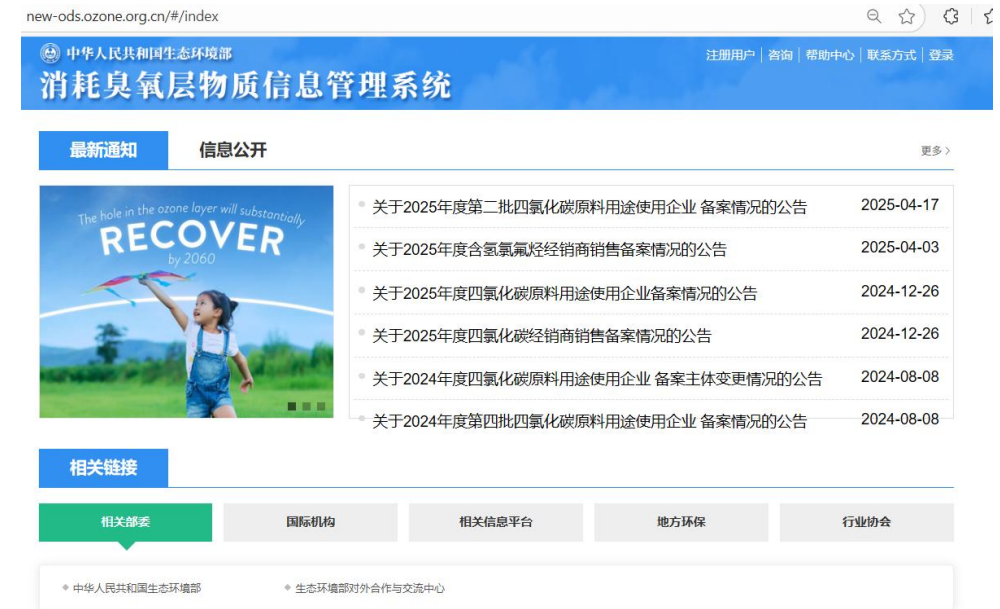 new-ods.ozone.org.cn/#/index
中华人民共和国生态环境部
注册用户 咨询 帮助中心 联系方式 登录
消耗臭氧层物质信息管理系统
最新通知 信息公开 更多 >
The hole in the ozone layer will substantially
RECOVER
by 2060
关于2025年度第二批四氯化碳原料用途使用企业 备案情况的公告 2025-04-17
关于2025年度含氢氯氟烃经销商销售备案情况的公告 2025-04-03
关于2025年度四氯化碳原料用途使用企业备案情况的公告 2024-12-26
关于2025年度四氯化碳经销商销售备案情况的公告 2024-12-26
关于2024年度四氯化碳原料用途使用企业 备案主体变更情况的公告 2024-08-08
关于2024年度第四批四氯化碳原料用途使用企业 备案情况的公告 2024-08-08
相关链接
相关部委 国际机构 相关信息平台 地方环保 行业协会
中华人民共和国生态环境部 生态环境部对外合作与交流中心